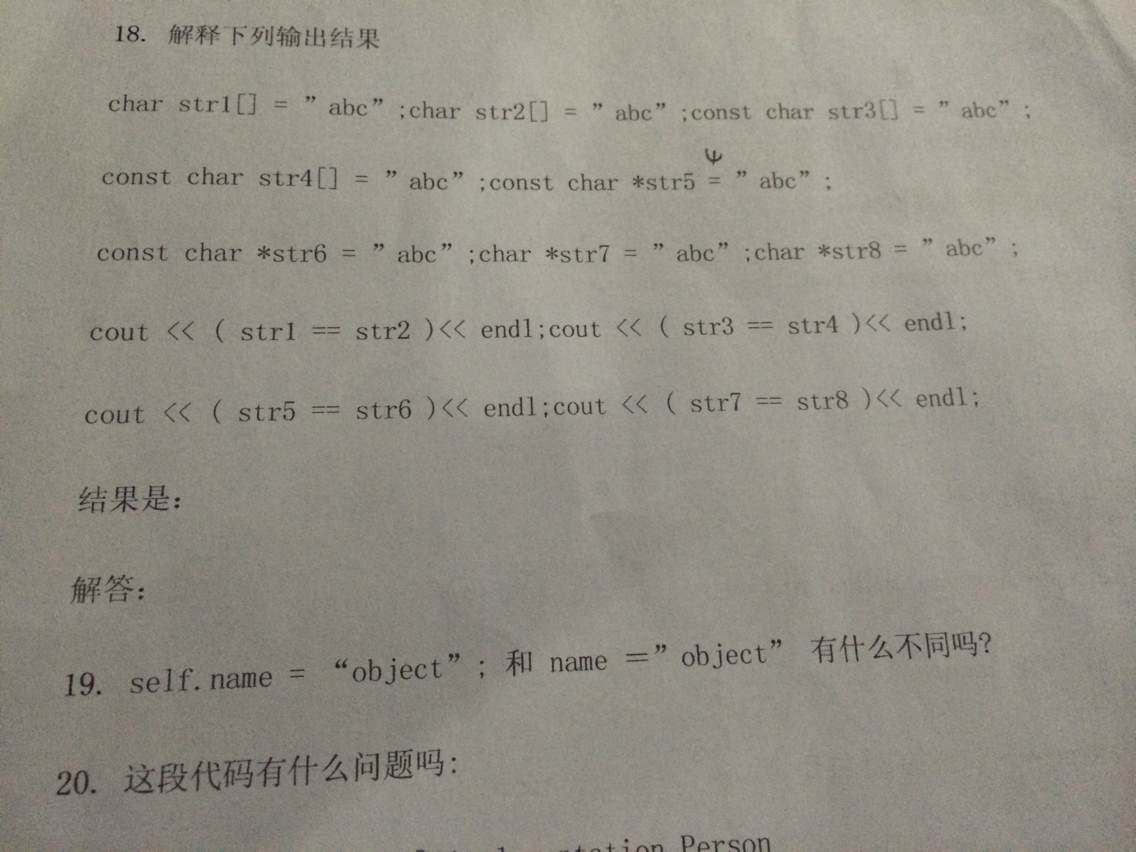 18. 解释下列输出结果
char str1[] = ”abc” ;char str2[] = ”abc” ;const char str3[] = ”abc” ;
const char str4[] = ”abc” ;const char *str5 = ”abc” ;
const char *str6 = ”abc” ;char *str7 = ”abc” ;char *str8 = ”abc” ;
cout << ( str1 == str2 )<< endl;cout << ( str3 == str4 )<< endl;
cout << ( str5 == str6 )<< endl;cout << ( str7 == str8 )<< endl;
结果是:
解答:
19. self.name = “object”; 和 name =”object” 有什么不同吗?
20. 这段代码有什么问题吗:
Person